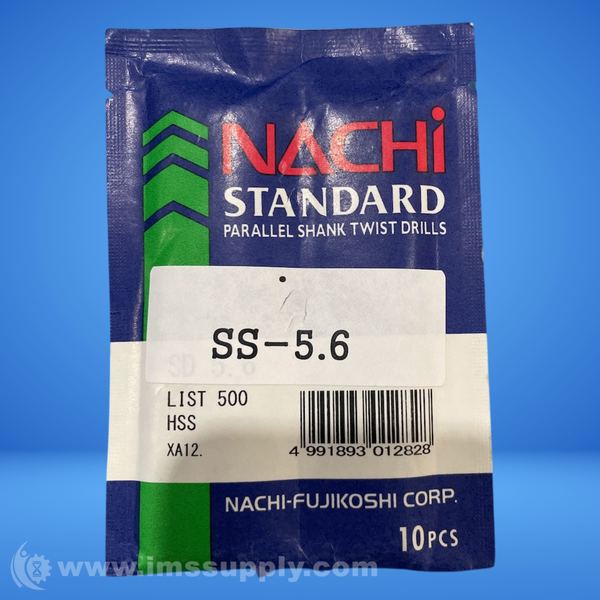 NACHi
STANDARD
PARALLEL SHANK TWIST DRILLS
SS-5.6
SD 5.6
LIST 500
HSS
XA12.
4 991893 012828
NACHI-FUJIKOSHI CORP.
10PCS
www.imssupply.com